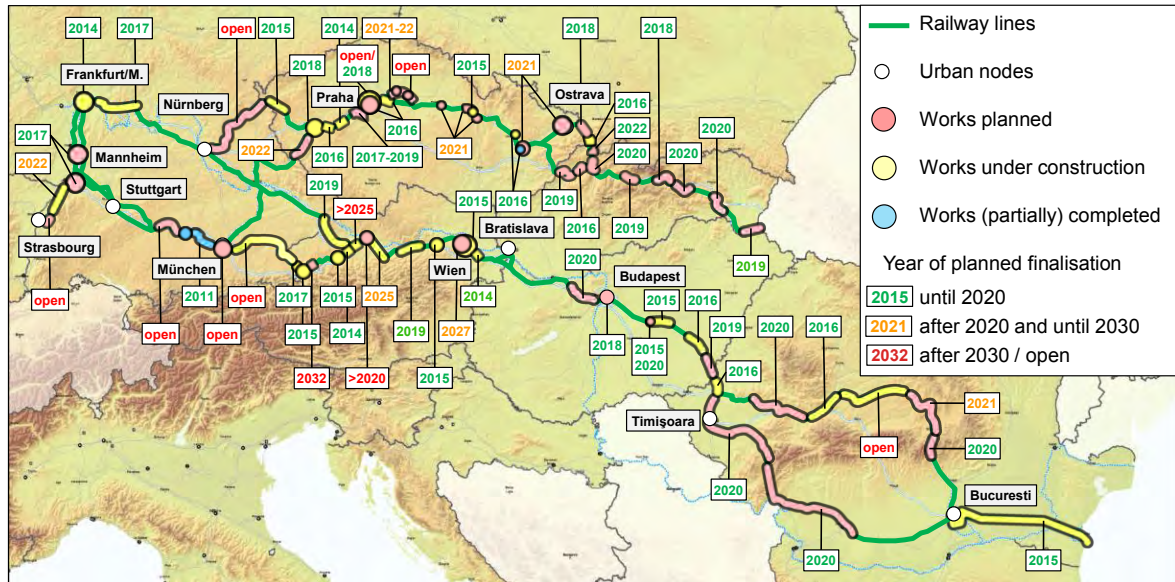 2014
2017
open
2015
2014
2021-22
2018
2018
Railway lines
Urban nodes
Works planned
Works under construction
Works (partially) completed
Year of planned finalisation
2015 until 2020
2021 after 2020 and until 2030
2032 after 2030 / open
Frankfurt/M.
2018
open/
2018
open
2015
2021
Nürnberg
Praha
Ostrava
2016
2017
2016
2022
2022
Mannheim
2022
2016
2017-2019
2021
2020
2020
2020
Stuttgart
2019
>2025
2015
2016
2019
2016
2019
Strasbourg
Bratislava
München
Wien
2020
Budapest
2019
open
2011
open
2017
2015
2025
2019
2014
2015
2016
open
open
2015
2014
2027
2018
2015
2020
2019
2020
2016
2032
>2020
2015
2016
2021
Timişoara
open
2020
2020
Bucuresti
2020
2015